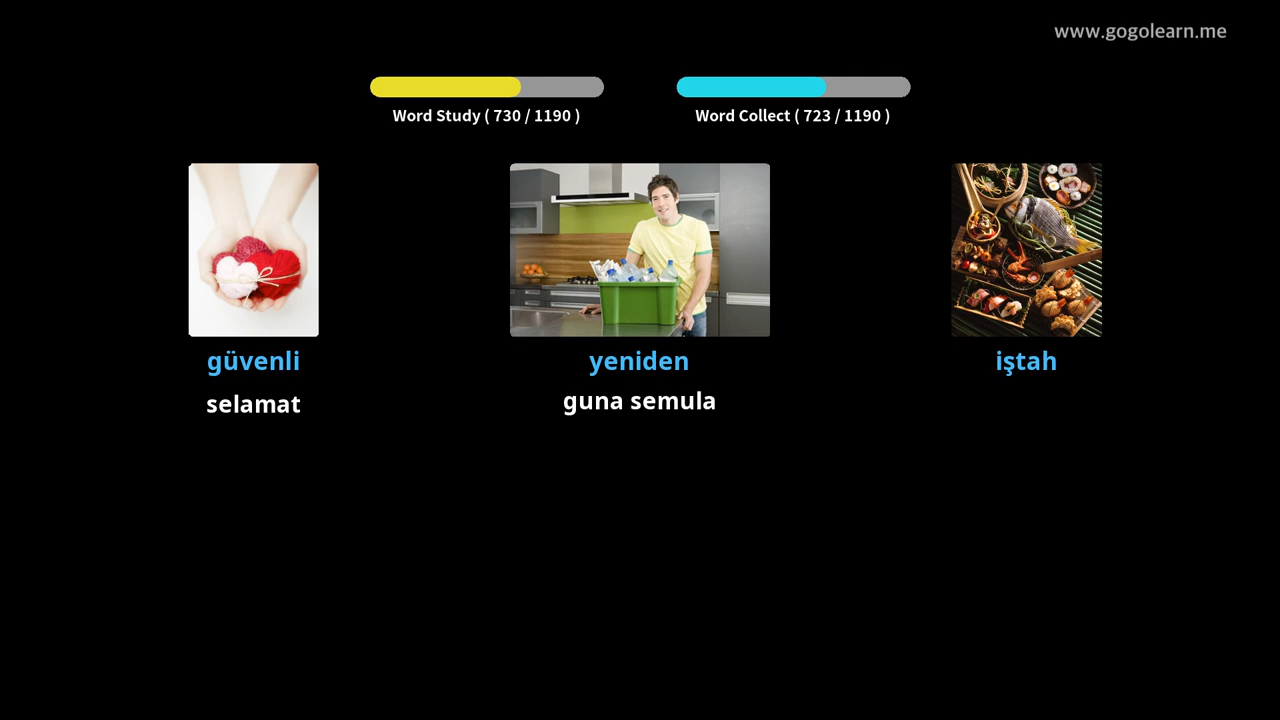 www.gogolearn.me
Word Study ( 730 / 1190 )
Word Collect ( 723 / 1190 )
güvenli
yeniden
iştah
selamat
guna semula